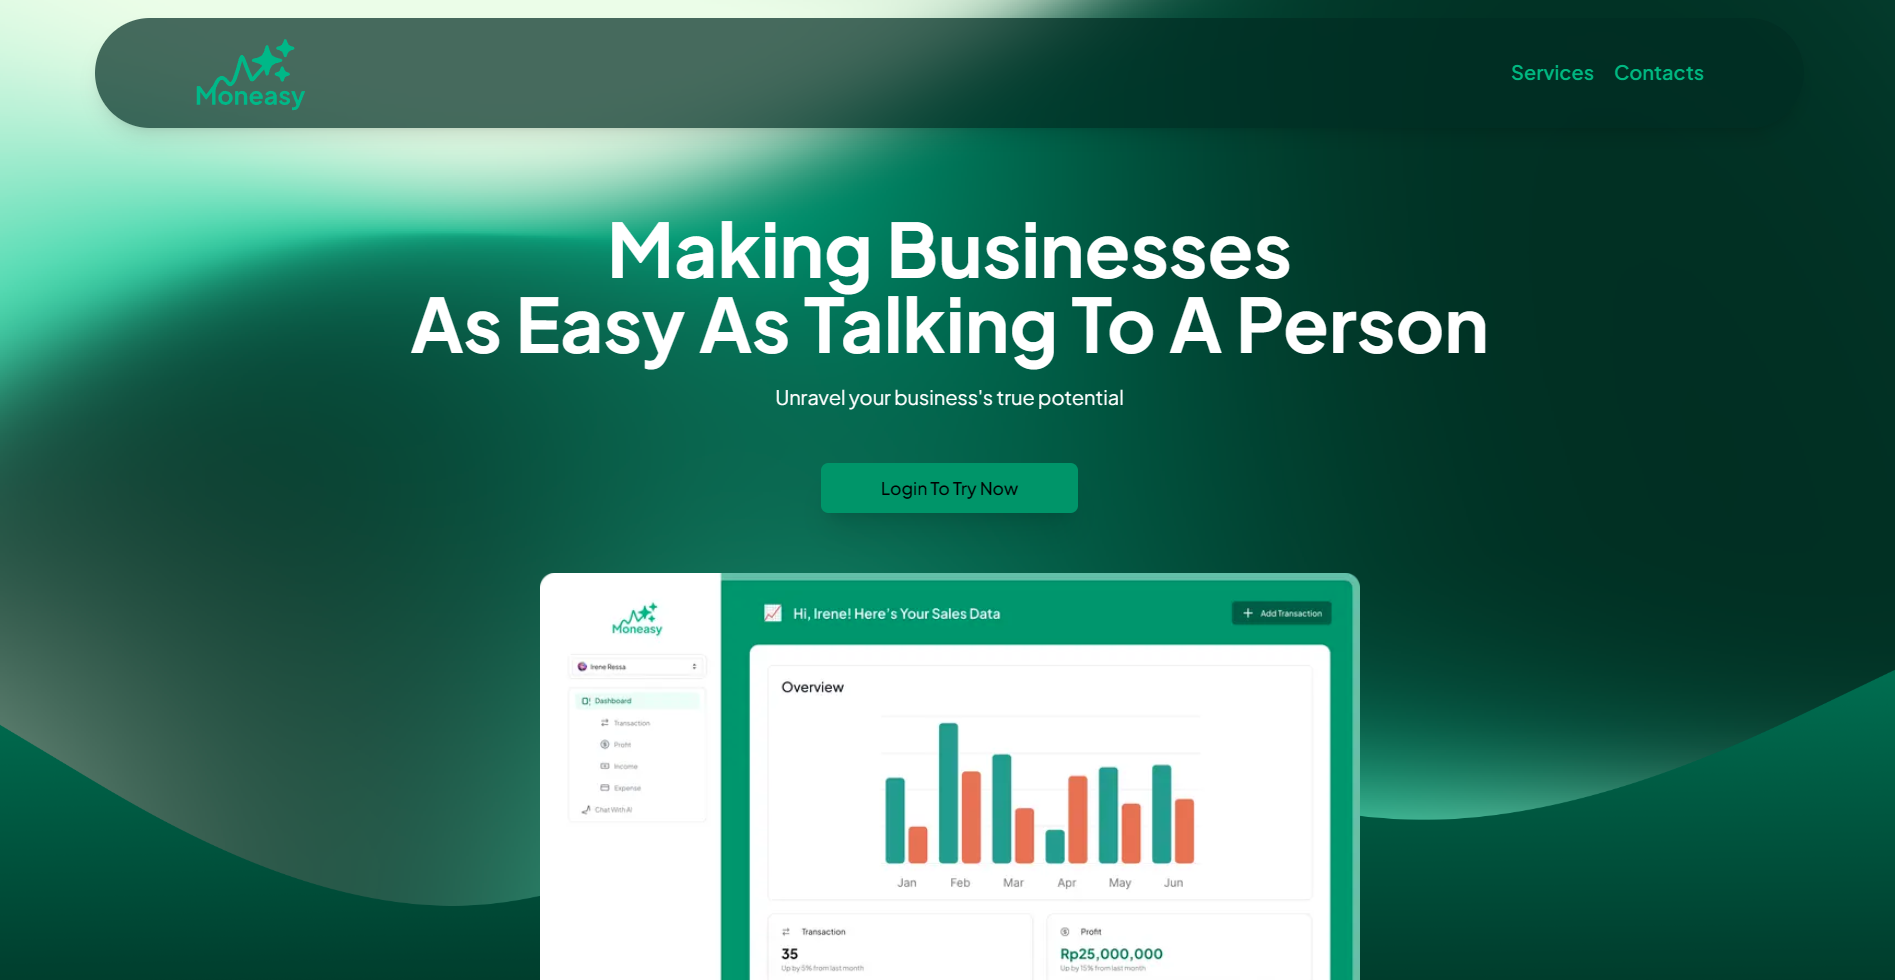 Moneasy
Services Contacts
Making Businesses
As Easy As Talking To A Person
Unravel your business's true potential
Login To Try Now
Moneasy
Irene Ressa
Dashboard
Transaction
Profit
Income
Expense
Chat With AI
Hi, Irene! Here's Your Sales Data
Add Transaction
Overview
Jan Feb Mar Apr May Jun
Transaction
35
Up by 5% from last month
Profit
Rp25,000,000
Up by 15% from last month